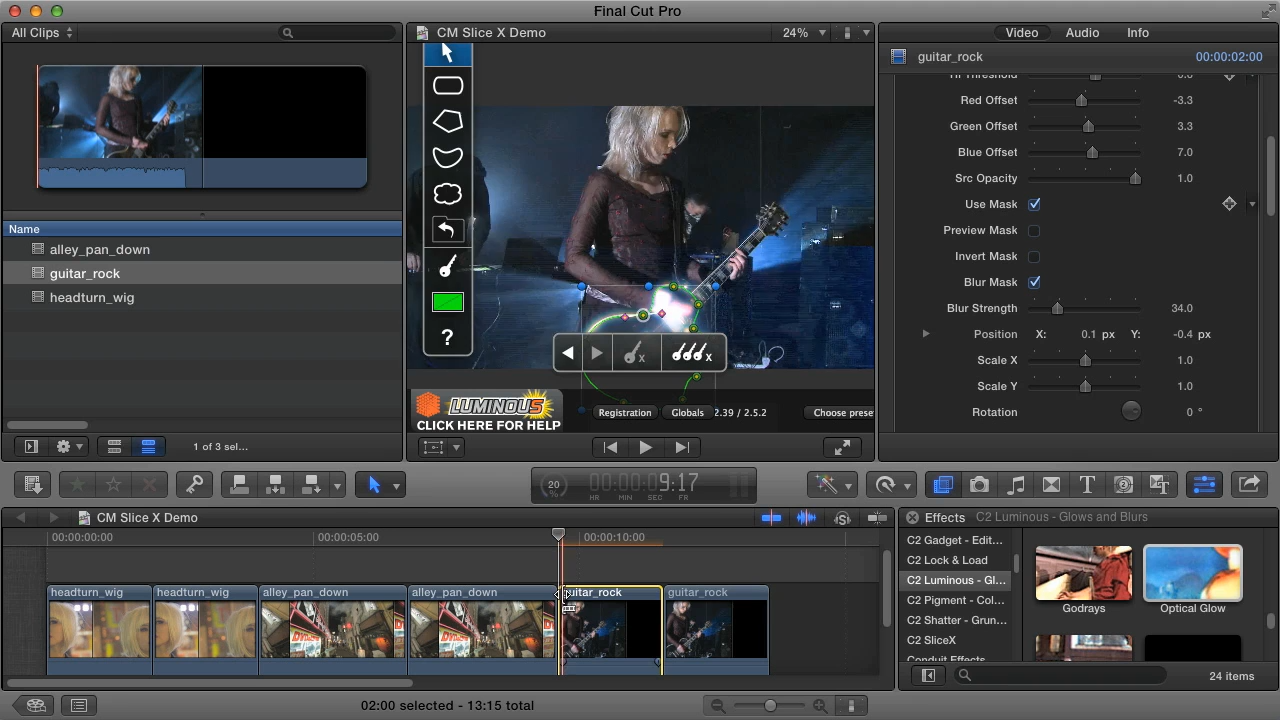 Final Cut Pro
All Clips
CM Slice X Demo
24%
Video
Audio
Info
guitar_rock
00:00:02:00
Red Offset
-3.3
Green Offset
3.3
Blue Offset
7.0
Src Opacity
1.0
Use Mask
Preview Mask
Invert Mask
Blur Mask
Blur Strength
34.0
Position
X:
0.1 px
Y:
-0.4 px
Scale X
1.0
Scale Y
1.0
Rotation
0 °
Name
alley_pan_down
guitar_rock
headturn_wig
?
x
x
LUMINOUS
CLICK HERE FOR HELP
Registration
Globals
2.39 / 2.5.2
Choose prese
1 of 3 sel...
20
%
00:00:09:17
HR
MIN
SEC
FR
T
2
CM Slice X Demo
00:00:00:00
00:00:05:00
00:00:10:00
headturn_wig
headturn_wig
alley_pan_down
alley_pan_down
guitar_rock
guitar_rock
Effects
C2 Luminous - Glows and Blurs
C2 Gadget - Edit...
C2 Lock & Load
C2 Luminous - Gl...
C2 Pigment - Col...
C2 Shatter - Grun...
C2 SliceX
Conduit Effects
Godrays
Optical Glow
24 items
02:00 selected - 13:15 total